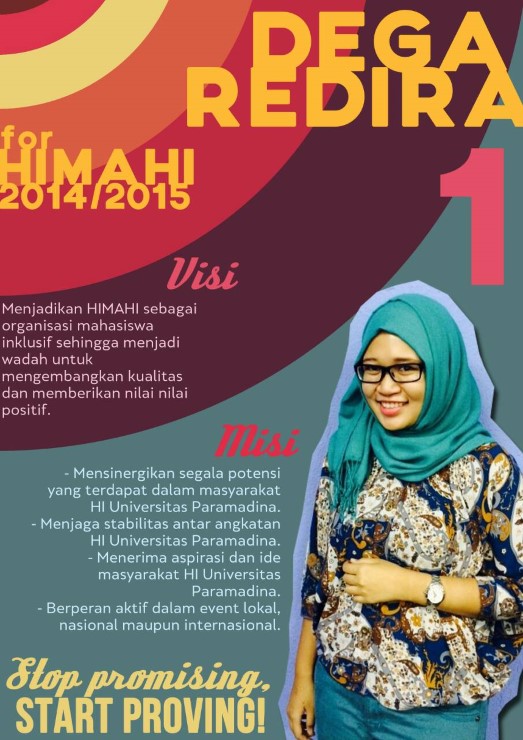 DEGA
REDIRA
1
for
HIMAHI
2014/2015
Visi
Menjadikan HIMAHI sebagai
organisasi mahasiswa
inklusif sehingga menjadi
wadah untuk
mengembangkan kualitas
dan memberikan nilai nilai
positif.
Misi
- Mensinergikan segala potensi
yang terdapat dalam masyarakat
HI Universitas Paramadina.
- Menjaga stabilitas antar angkatan
HI Universitas Paramadina.
- Menerima aspirasi dan ide
masyarakat HI Universitas
Paramadina.
- Berperan aktif dalam event lokal,
nasional maupun internasional.
Stop promising,
START PROVING!